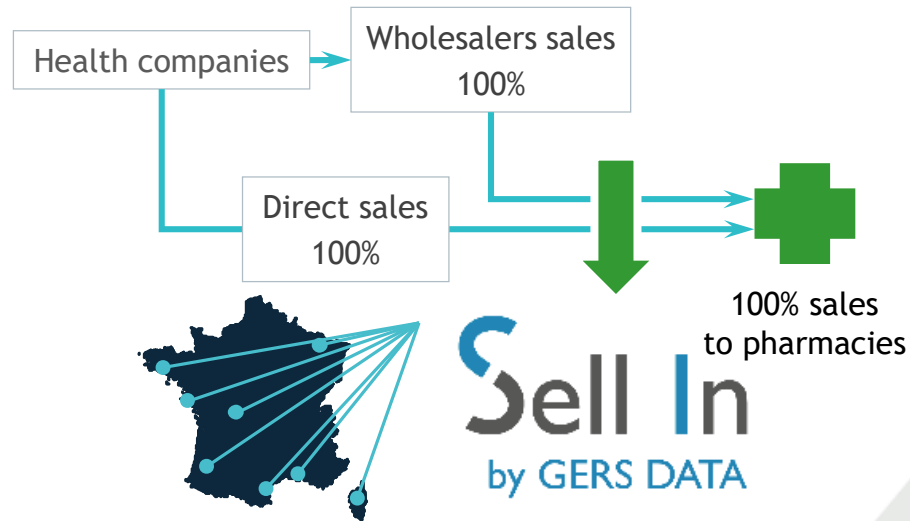 Health companies
Wholesalers sales
100%
Direct sales
100%
100% sales
to pharmacies
Sell In
by GERS DATA